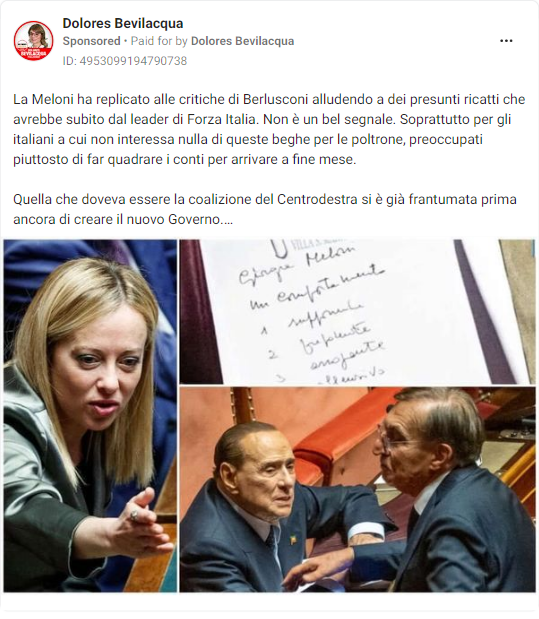 Dolores Bevilacqua
Sponsored • Paid for by Dolores Bevilacqua
ID: 4953099194790738
La Meloni ha replicato alle critiche di Berlusconi alludendo a dei presunti ricatti che
avrebbe subito dal leader di Forza Italia. Non è un bel segnale. Soprattutto per gli
italiani a cui non interessa nulla di queste beghe per le poltrone, preoccupati
piuttosto di far quadrare i conti per arrivare a fine mese.
Quella che doveva essere la coalizione del Centrodestra si è già frantumata prima
ancora di creare il nuovo Governo....
BEVILACQUA
Giorgia Meloni
un comportamento
1 supponente
2 prepotente
3 arrogante